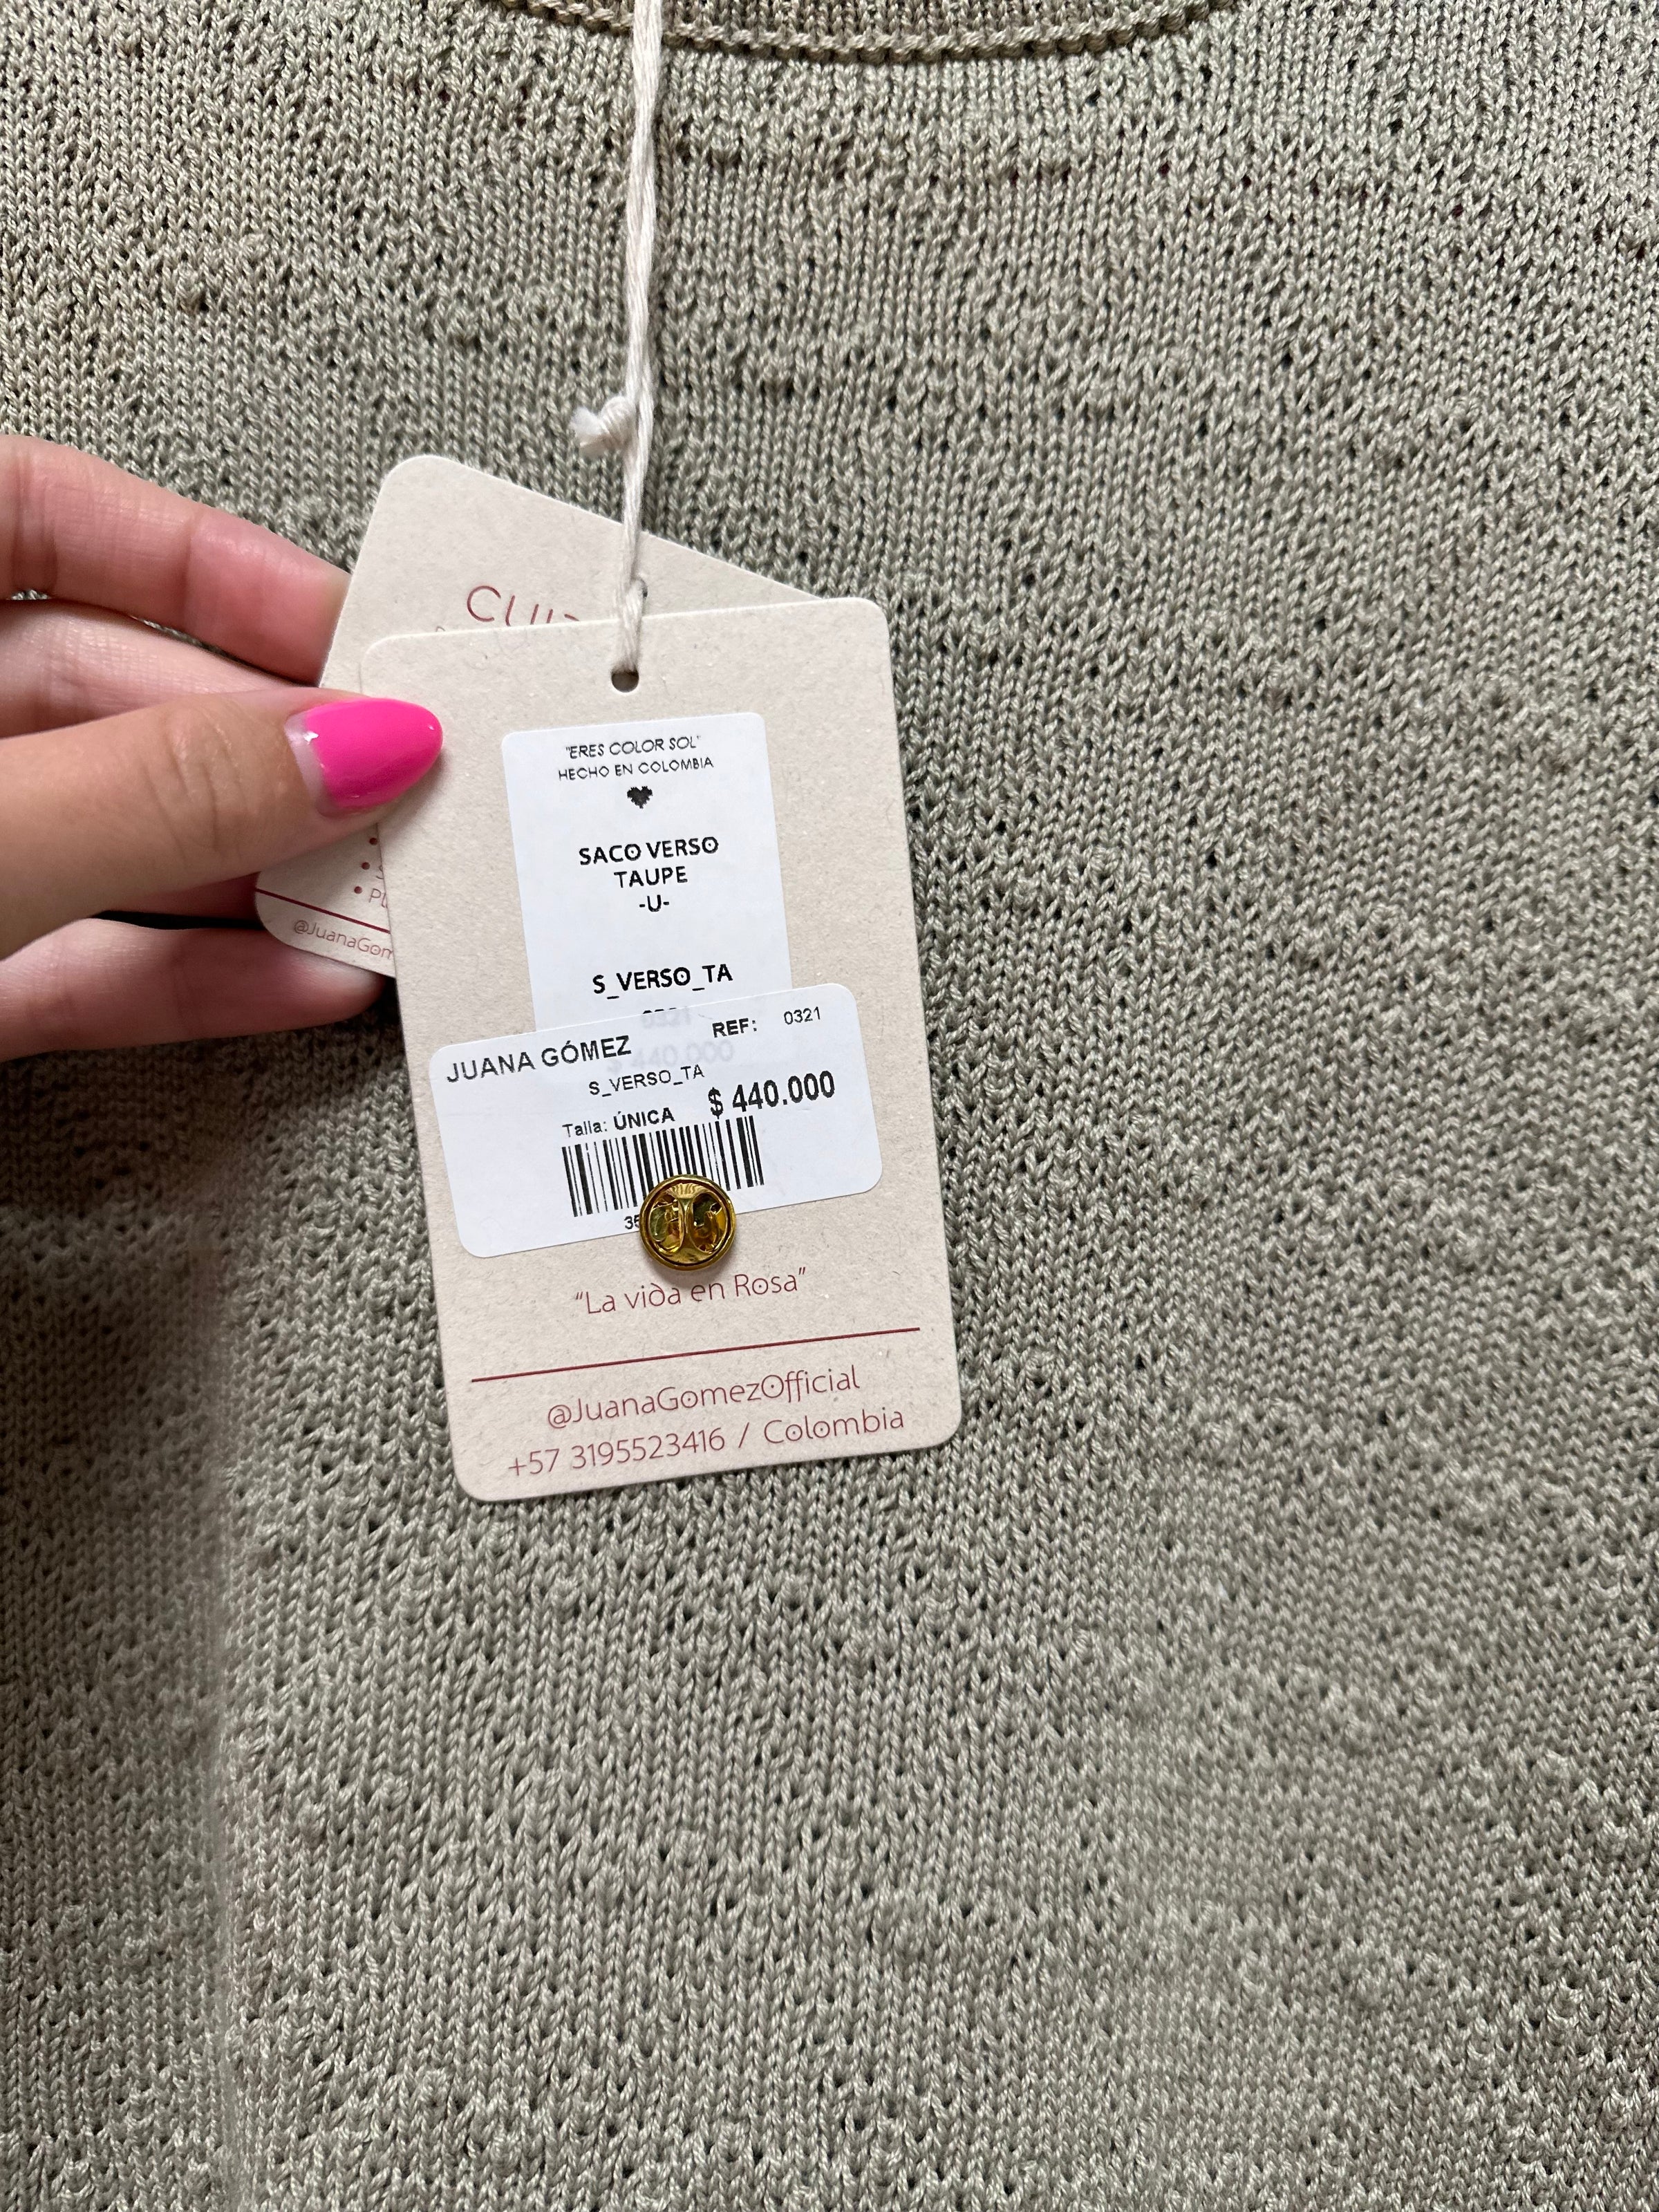 "ERES COLOR SOL"
HECHO EN COLOMBIA
SACO VERSO
TAUPE
-U-
S_VERSO_TA
JUANA GÓMEZ REF: 0321
S_VERSO_TA
$ 440.000
Talla: ÚNICA
“La vida en Rosa”
@JuanaGomezOfficial
+57 3195523416 / Colombia